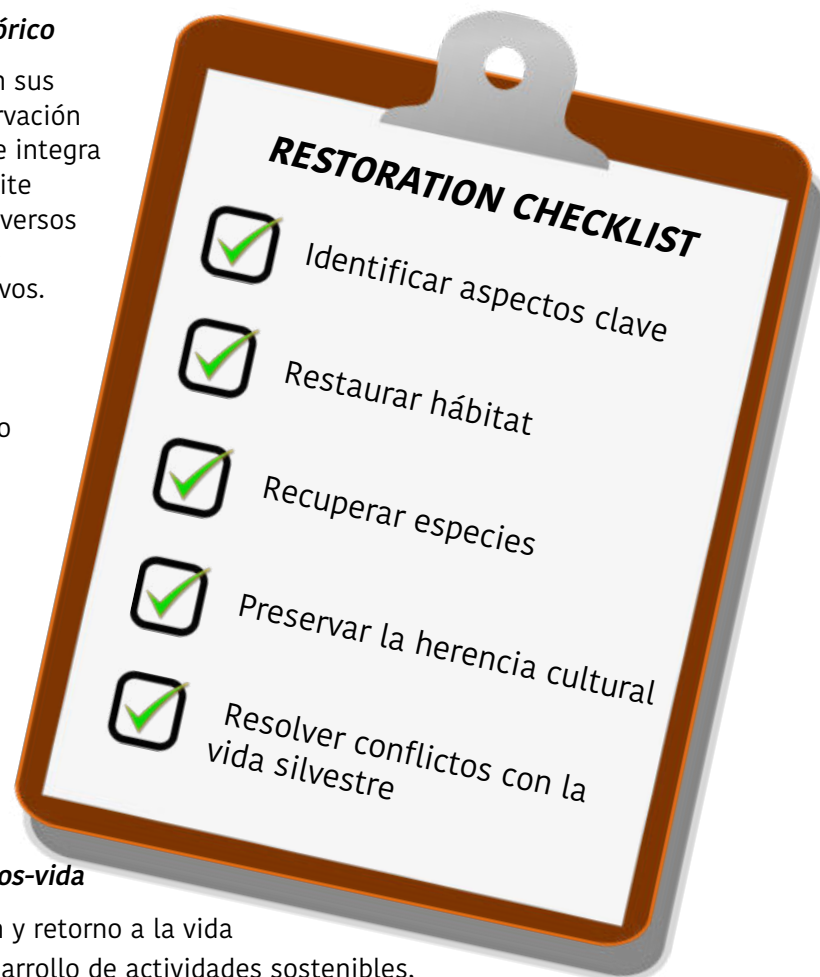 órico
n sus
rvación
e integra
ite
versos
vos.
o
RESTORATION CHECKLIST
Identificar aspectos clave
Restaurar hábitat
Recuperar especies
Preservar la herencia cultural
Resolver conflictos con la
vida silvestre
os-vida
n y retorno a la vida
arrollo de actividades sostenibles.